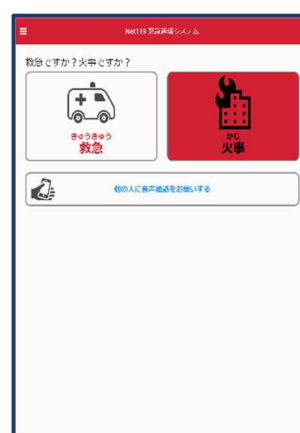 Net119 緊急通報システム
救急ですか？火事ですか？
きゅうきゅう
救急
かじ
火事
他の人に音声通話をお願いする